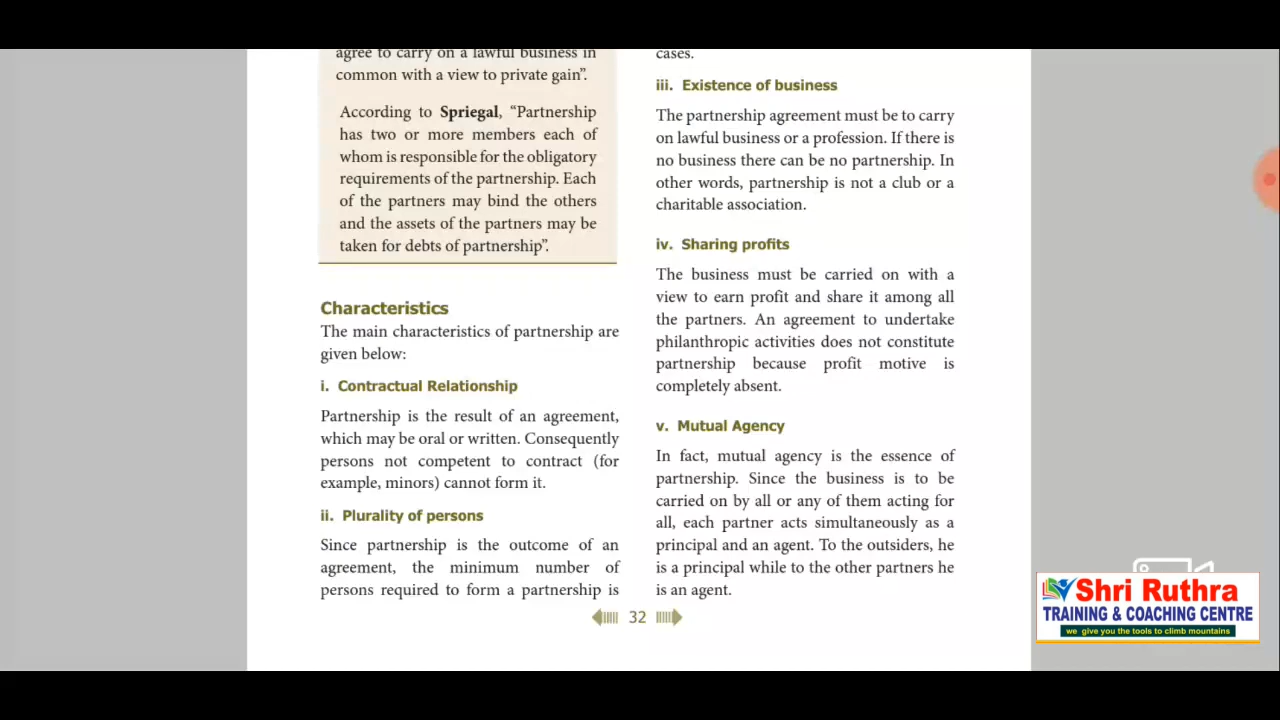 agree to carry on a lawful business in
common with a view to private gain”.
According to Spriegal, “Partnership
has two or more members each of
whom is responsible for the obligatory
requirements of the partnership. Each
of the partners may bind the others
and the assets of the partners may be
taken for debts of partnership”.
Characteristics
The main characteristics of partnership are
given below:
i. Contractual Relationship
Partnership is the result of an agreement,
which may be oral or written. Consequently
persons not competent to contract (for
example, minors) cannot form it.
ii. Plurality of persons
Since partnership is the outcome of an
agreement, the minimum number of
persons required to form a partnership is
cases.
iii. Existence of business
The partnership agreement must be to carry
on lawful business or a profession. If there is
no business there can be no partnership. In
other words, partnership is not a club or a
charitable association.
iv. Sharing profits
The business must be carried on with a
view to earn profit and share it among all
the partners. An agreement to undertake
philanthropic activities does not constitute
partnership because profit motive is
completely absent.
v. Mutual Agency
In fact, mutual agency is the essence of
partnership. Since the business is to be
carried on by all or any of them acting for
all, each partner acts simultaneously as a
principal and an agent. To the outsiders, he
is a principal while to the other partners he
is an agent.
32
Shri Ruthra
TRAINING & COACHING CENTRE
we give you the tools to climb mountains